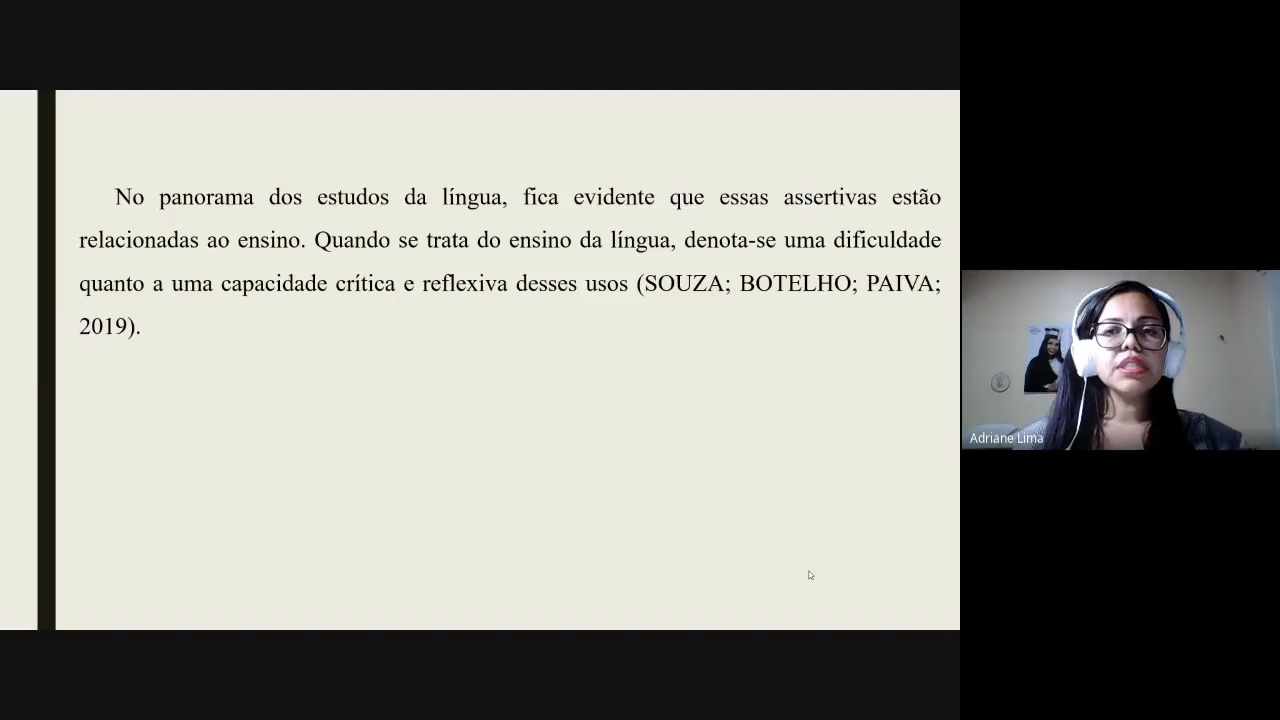 No panorama dos estudos da língua, fica evidente que essas assertivas estão
relacionadas ao ensino. Quando se trata do ensino da língua, denota-se uma dificuldade
quanto a uma capacidade crítica e reflexiva desses usos (SOUZA; BOTELHO; PAIVA;
2019).
Adriane Lima